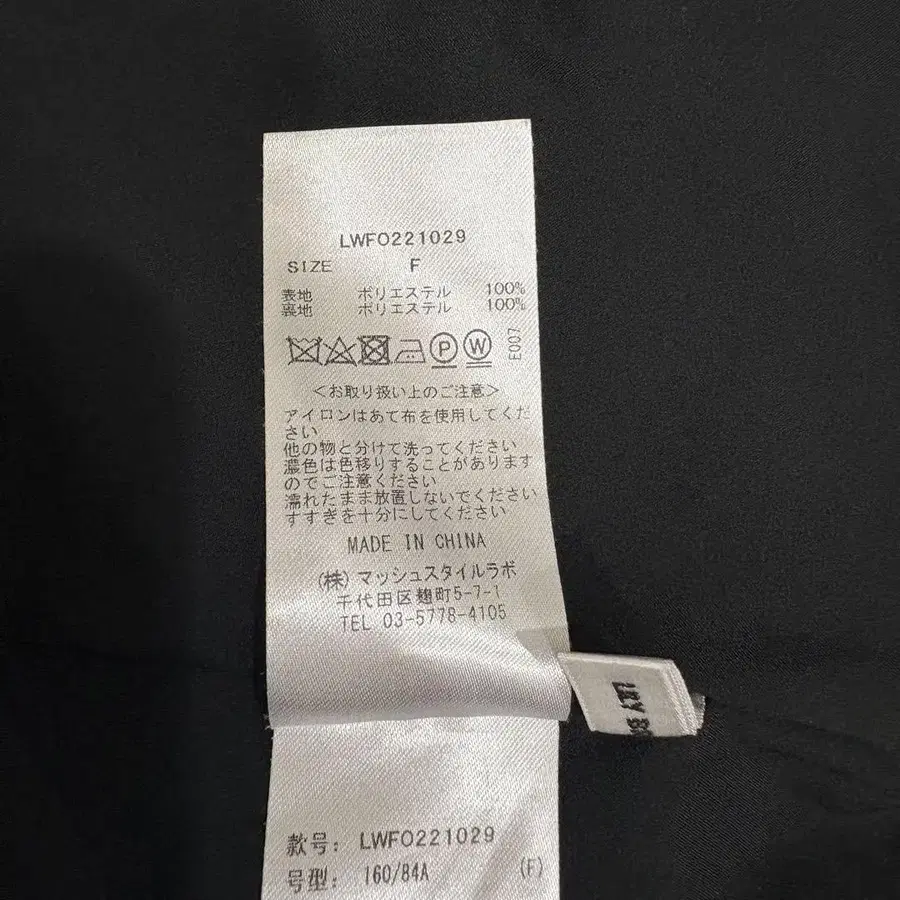 LWFO221029
SIZE F
表地 ポリエステル 100%
裏地 ポリエステル 100%
P W E007
<お取り扱い上のご注意>
アイロンはあて布を使用してくだ
さい
他の物と分けて洗ってください
濃色は色移りすることがあります
のでご注意ください
濡れたまま放置しないでください
すすぎを十分にしてください
MADE IN CHINA
(株)マッシュスタイルラボ
千代田区麹町5-7-1
TEL 03-5778-4105
款号: LWFO221029
号型: 160/84A (F)